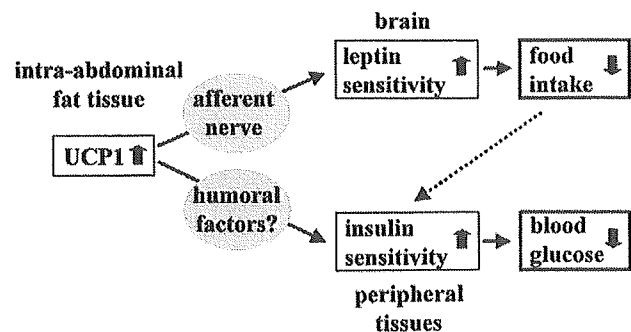 brain
intra-abdominal
fat tissue
afferent
nerve
leptin
sensitivity
food
intake
UCP1
humoral
factors?
insulin
sensitivity
blood
glucose
peripheral
tissues